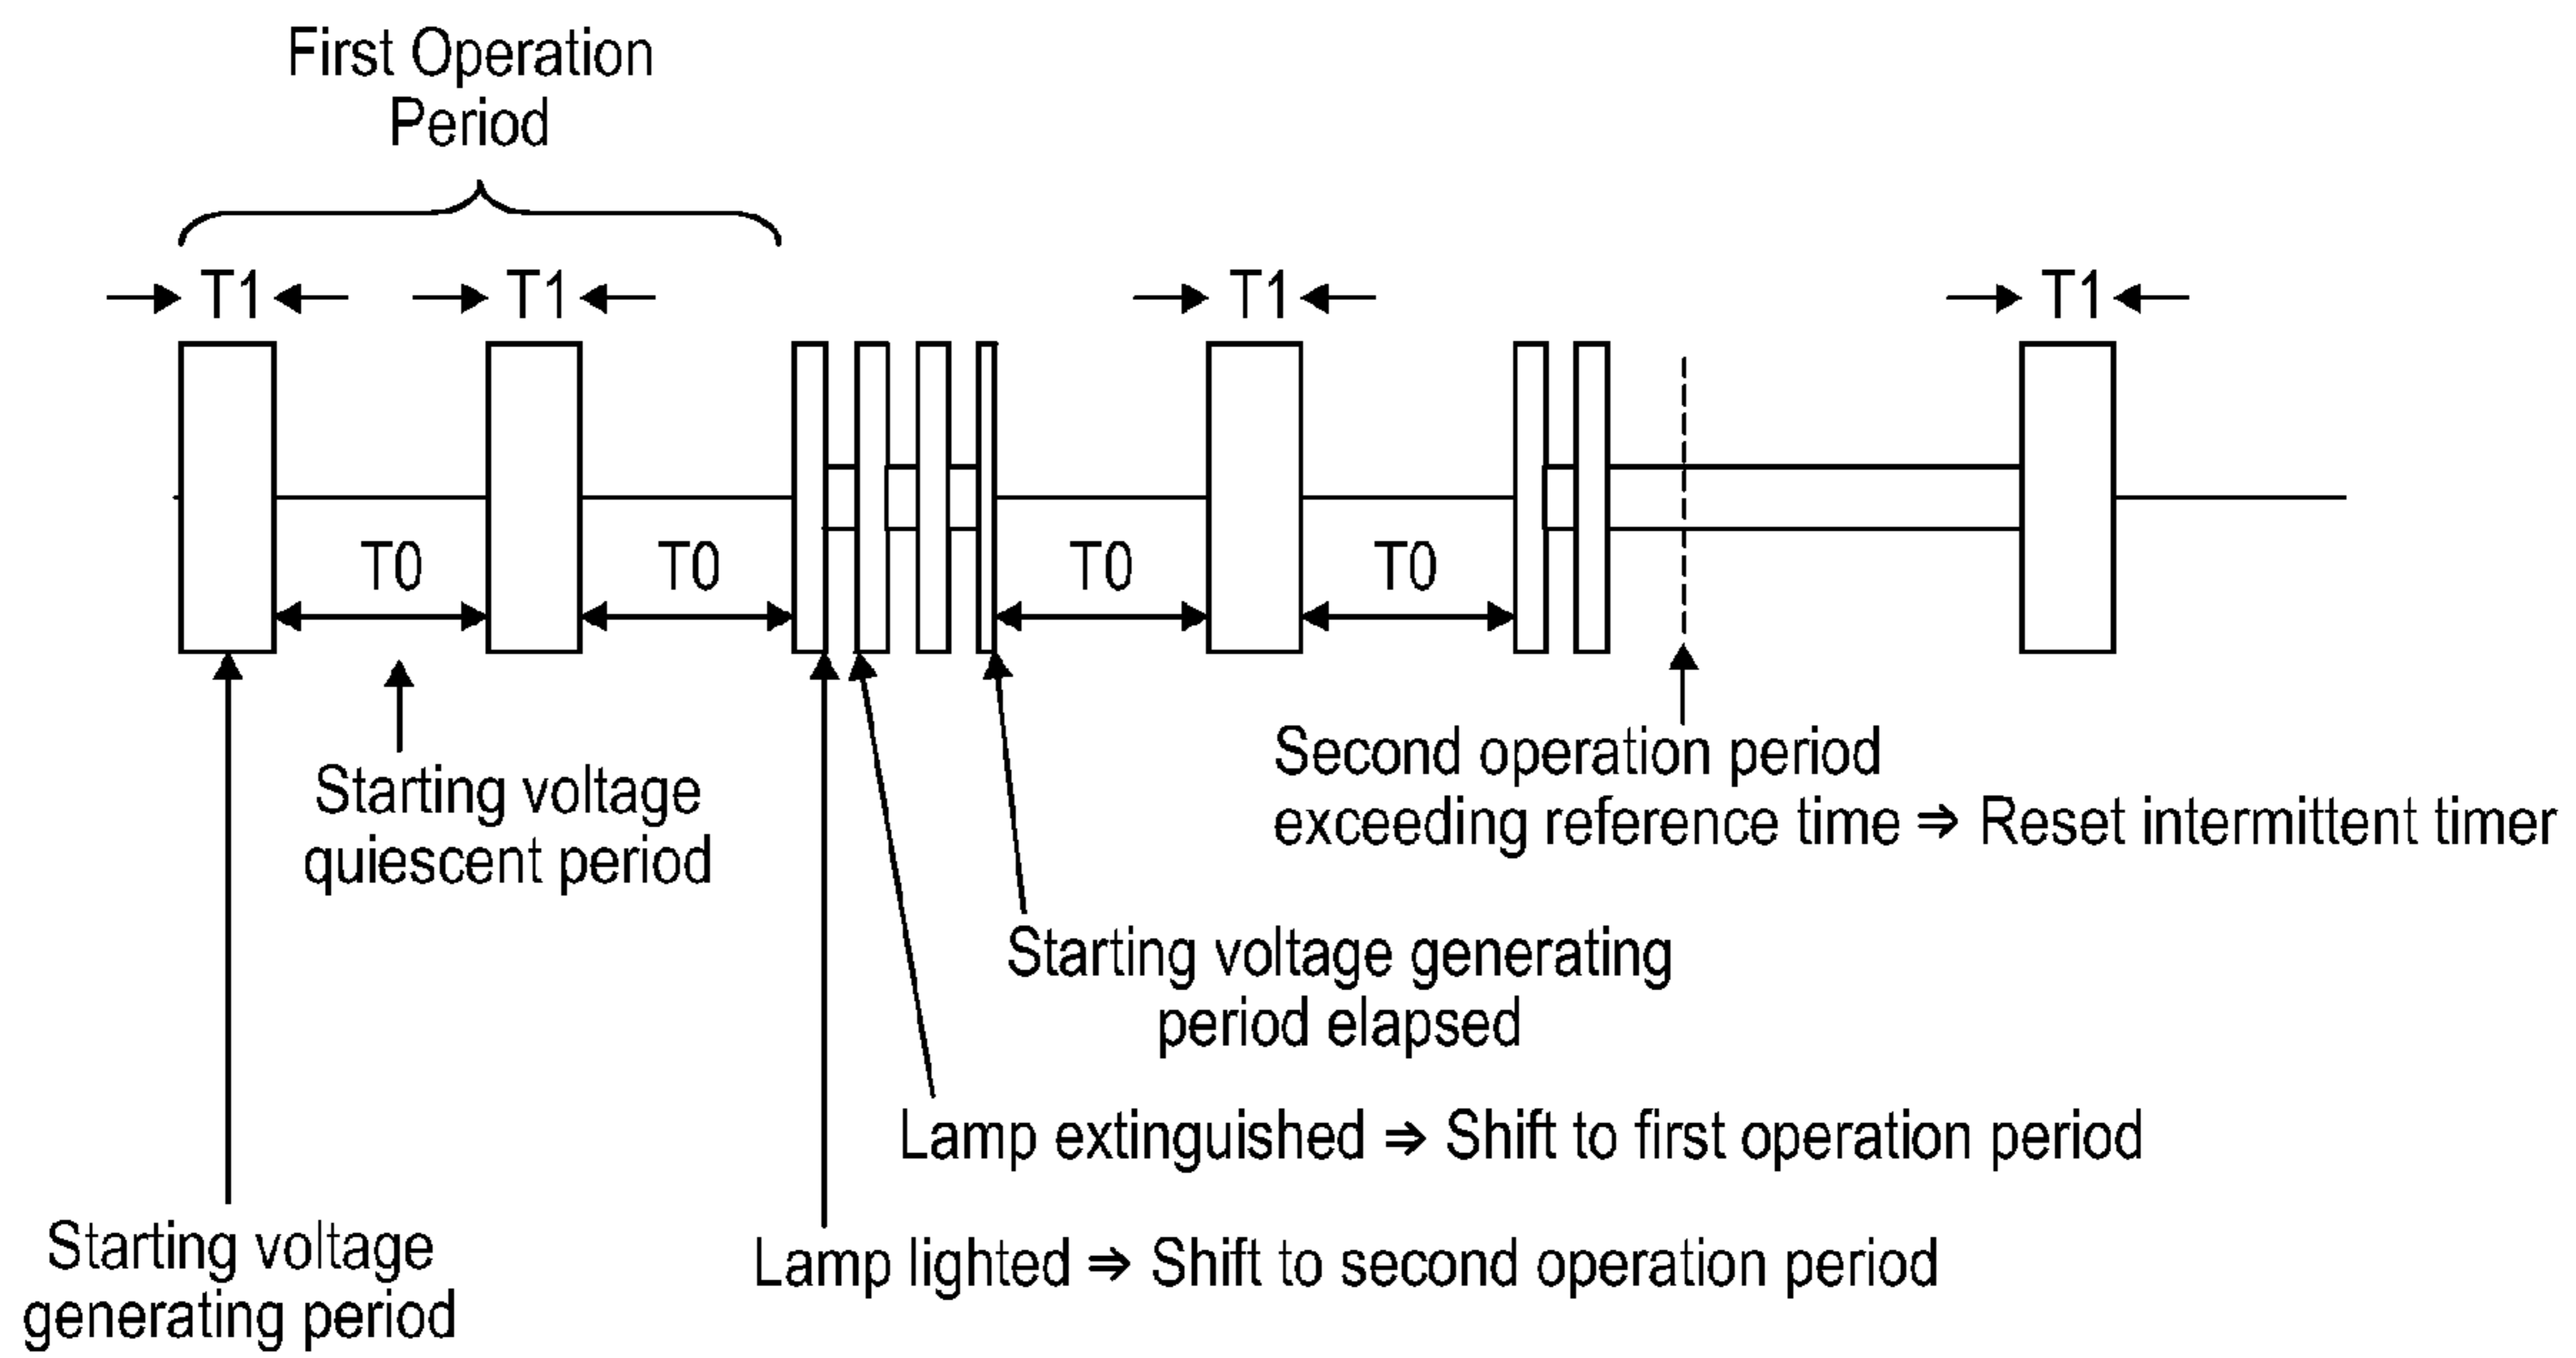 First Operation
Period
T1
T1
T1
T1
T0
T0
T0
T0
Starting voltage
quiescent period
Second operation period
exceeding reference time ⇒ Reset intermittent timer
Starting voltage generating
period elapsed
Lamp extinguished ⇒ Shift to first operation period
Lamp lighted ⇒ Shift to second operation period
Starting voltage
generating period